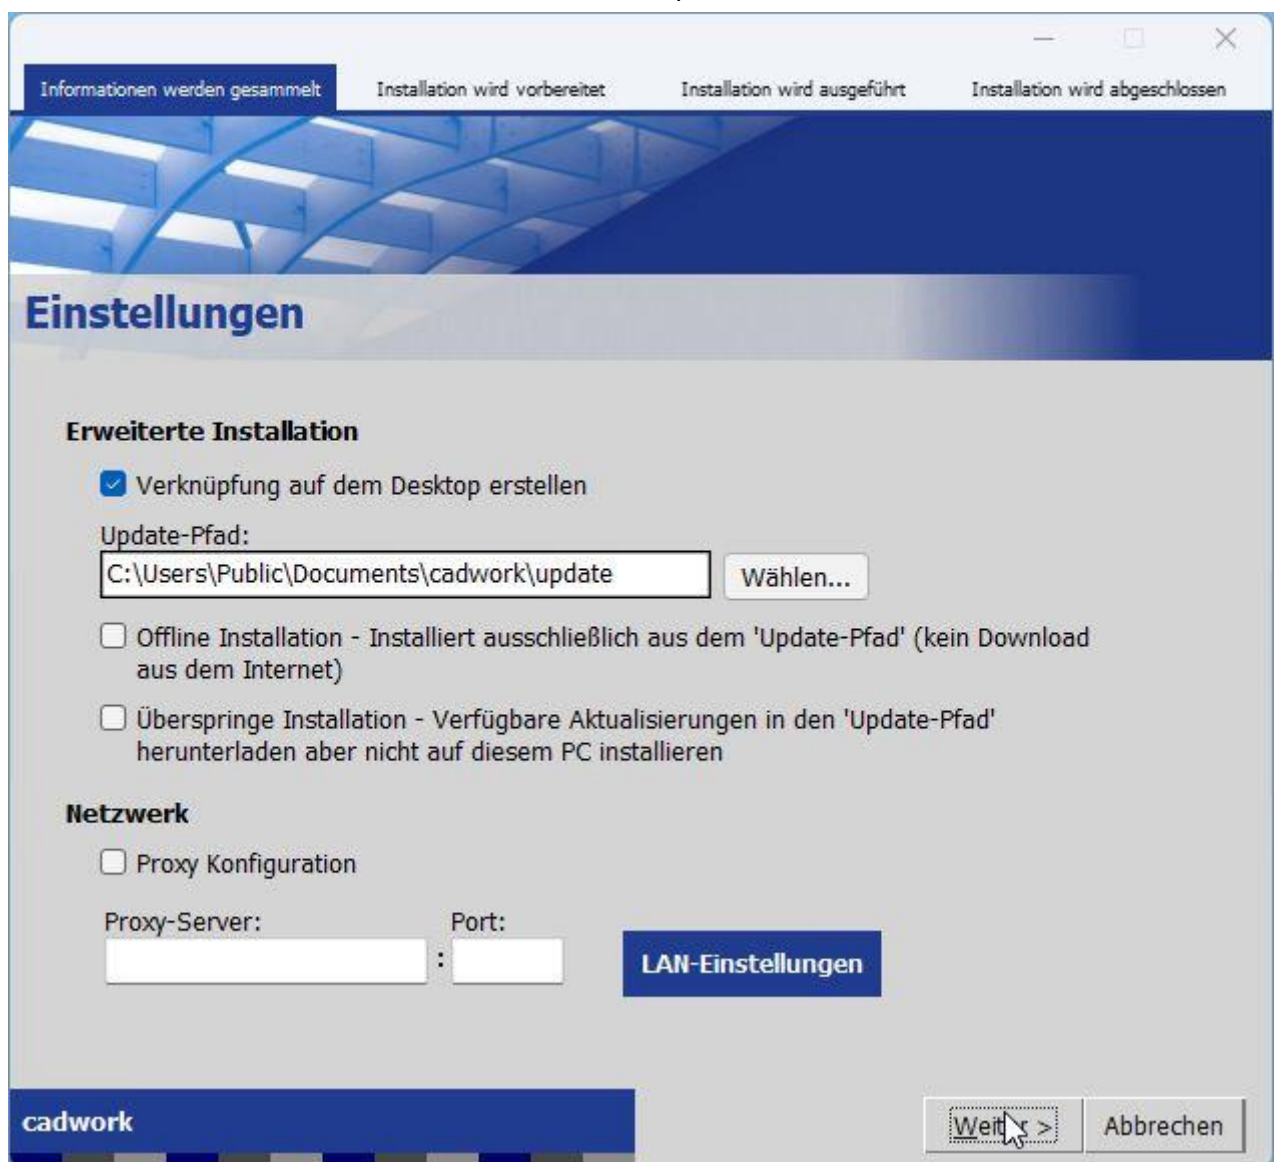 Informationen werden gesammelt
Installation wird vorbereitet
Installation wird ausgeführt
Installation wird abgeschlossen
Einstellungen
Erweiterte Installation
Verknüpfung auf dem Desktop erstellen
Update-Pfad:
C:\Users\Public\Documents\cadwork\update
Wählen...
Offline Installation - Installiert ausschließlich aus dem 'Update-Pfad' (kein Download
aus dem Internet)
Überspringe Installation - Verfügbare Aktualisierungen in den 'Update-Pfad'
herunterladen aber nicht auf diesem PC installieren
Netzwerk
Proxy Konfiguration
Proxy-Server:
Port:
:
LAN-Einstellungen
cadwork
Weiter >
Abbrechen